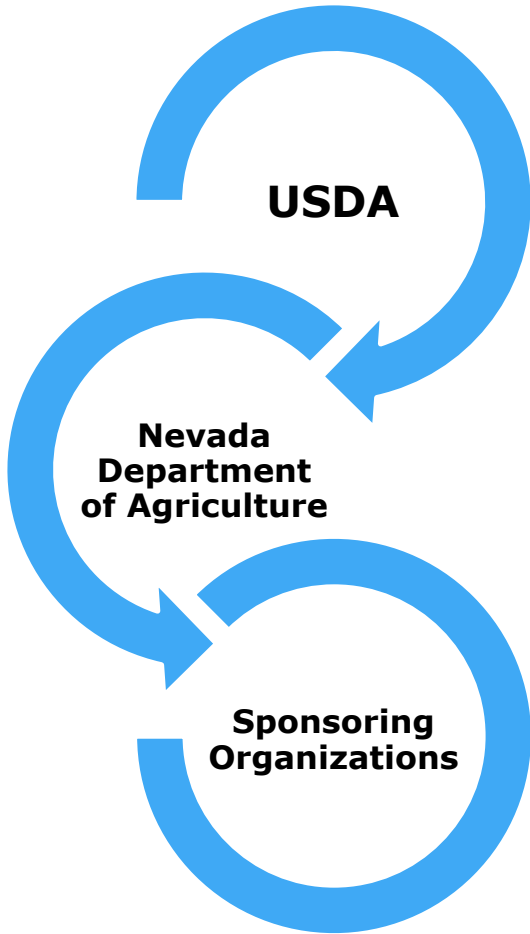 USDA
Nevada
Department
of Agriculture
Sponsoring
Organizations